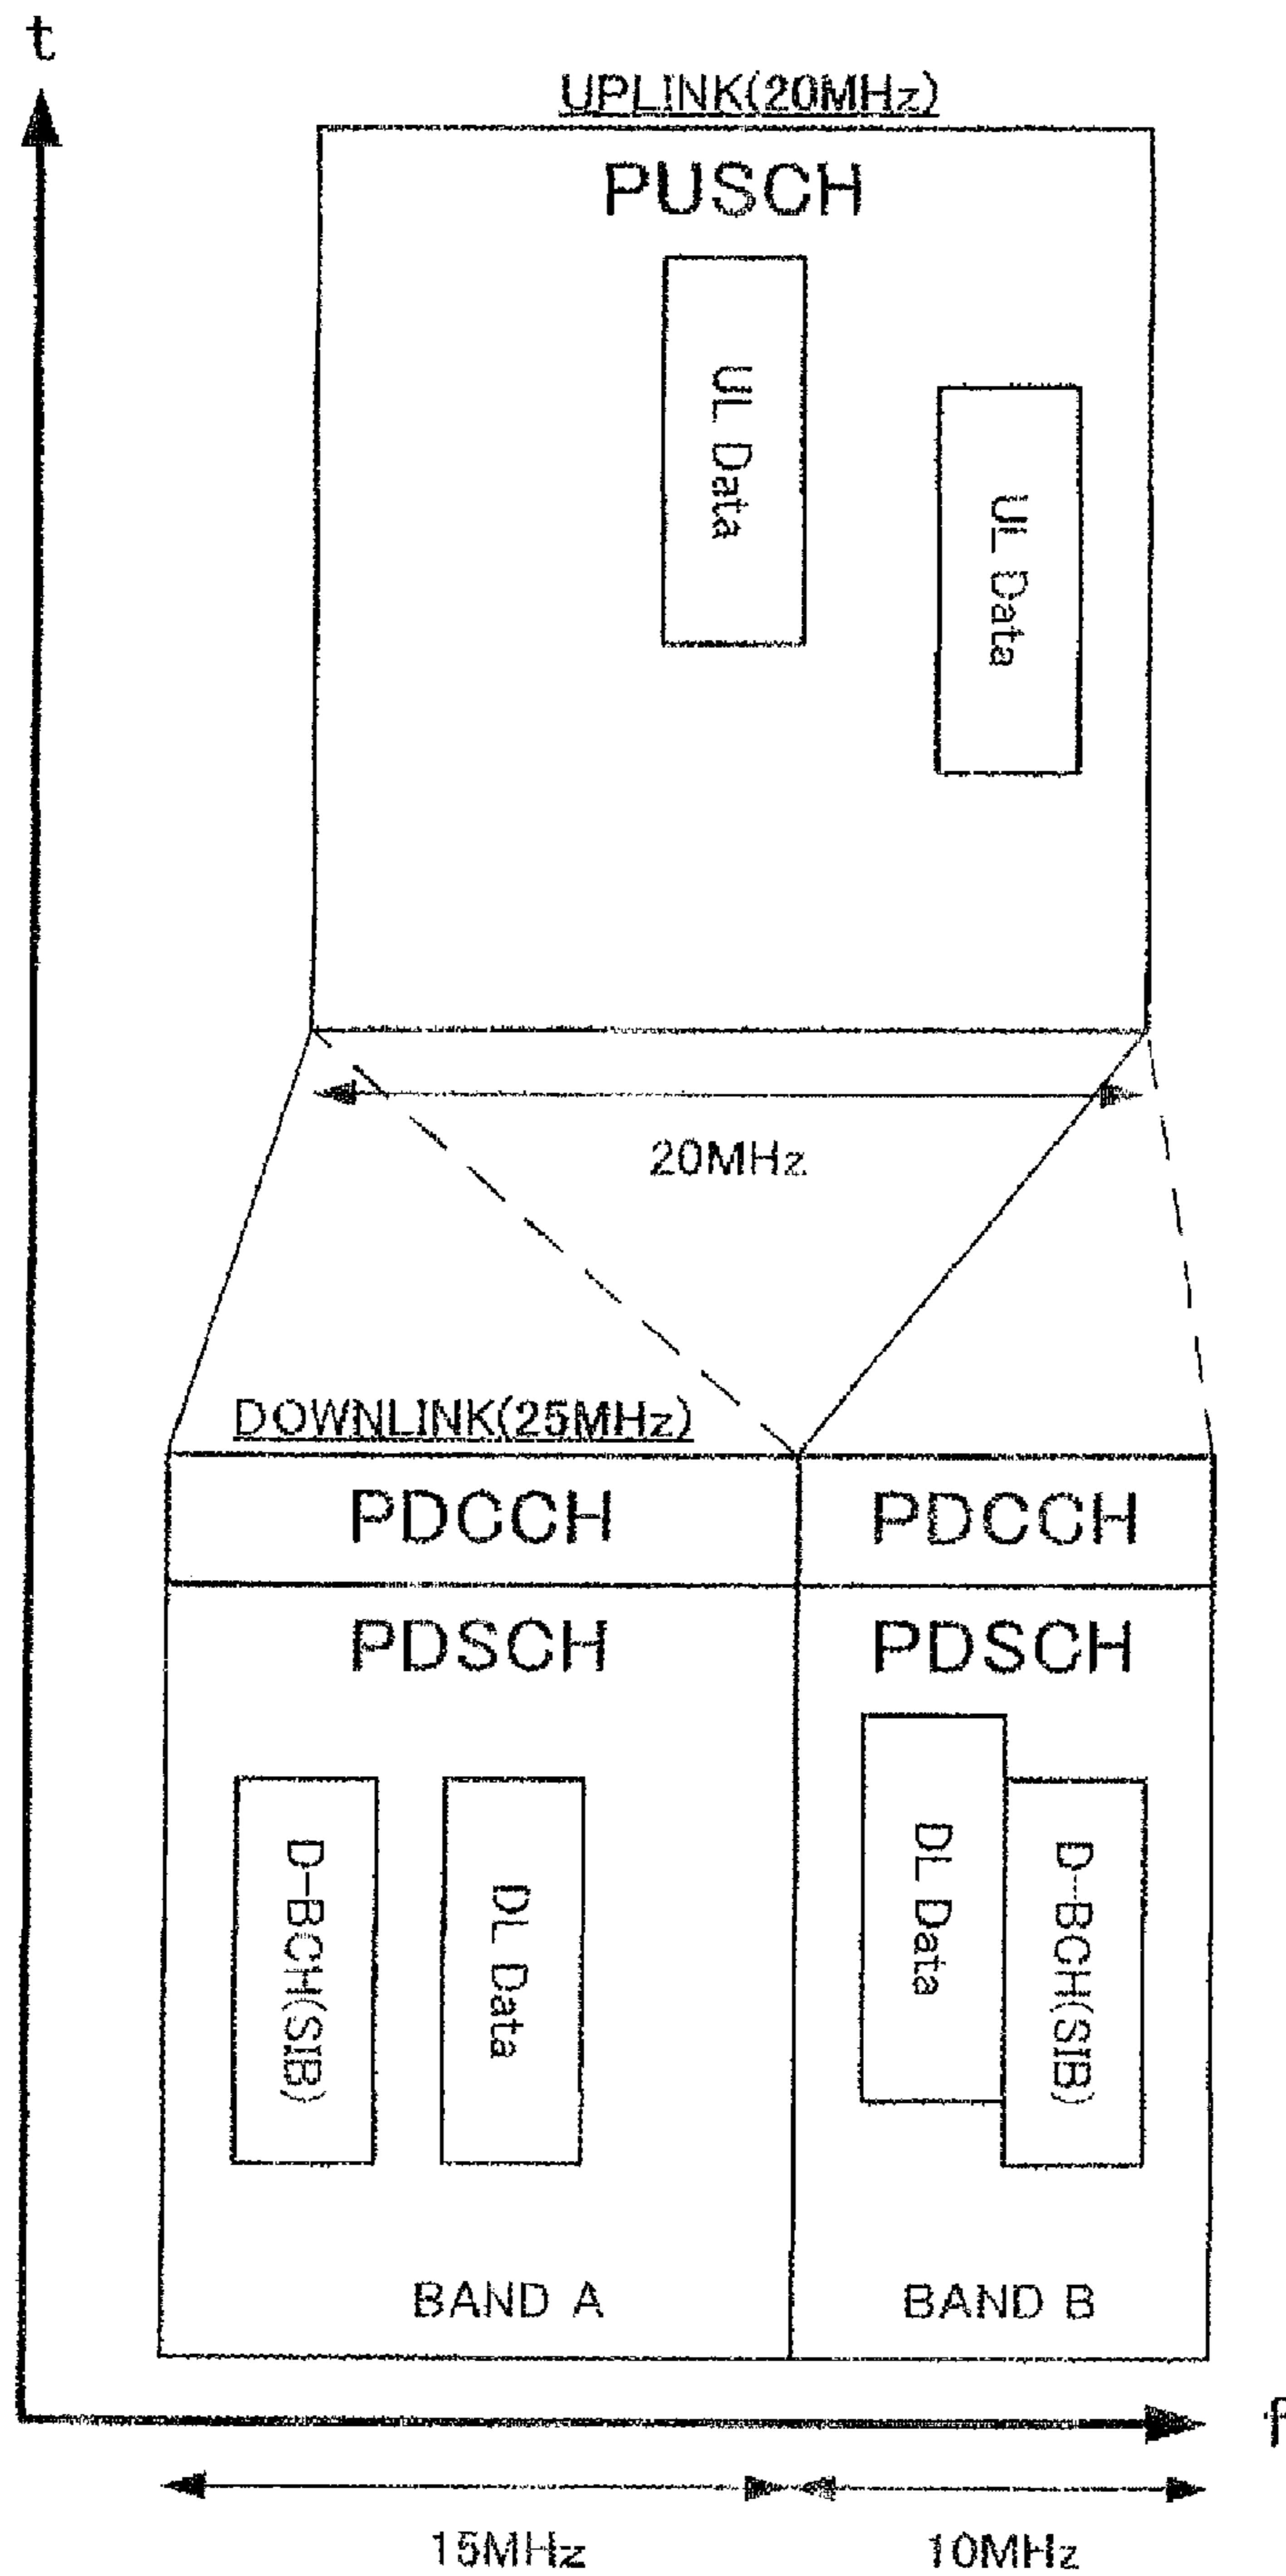 t
UPLINK(20MHz)
PUSCH
UL Data
UL Data
20MHz
DOWNLINK(25MHz)
PDCCH
PDCCH
PDSCH
PDSCH
D-BCH(SIB)
DL Data
DL Data
D-BCH(SIB)
BAND A
BAND B
f
15MHz
10MHz